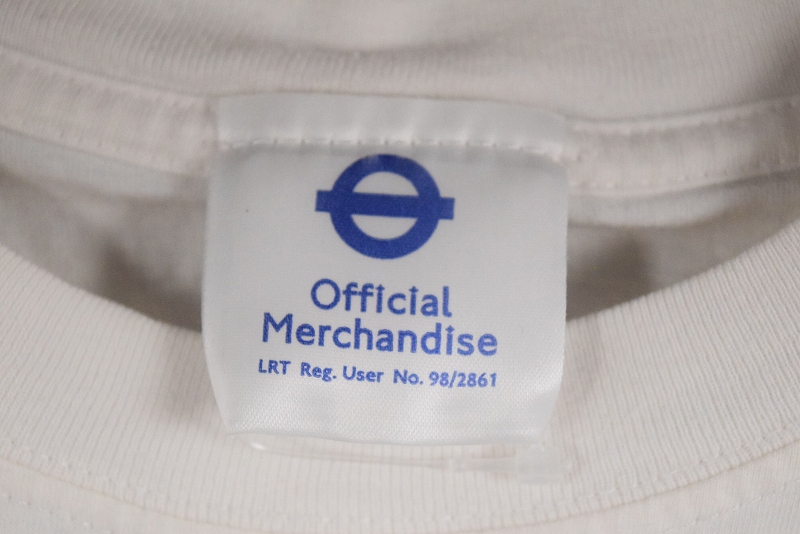 Official
Merchandise
LRT Reg. User No. 98/2861